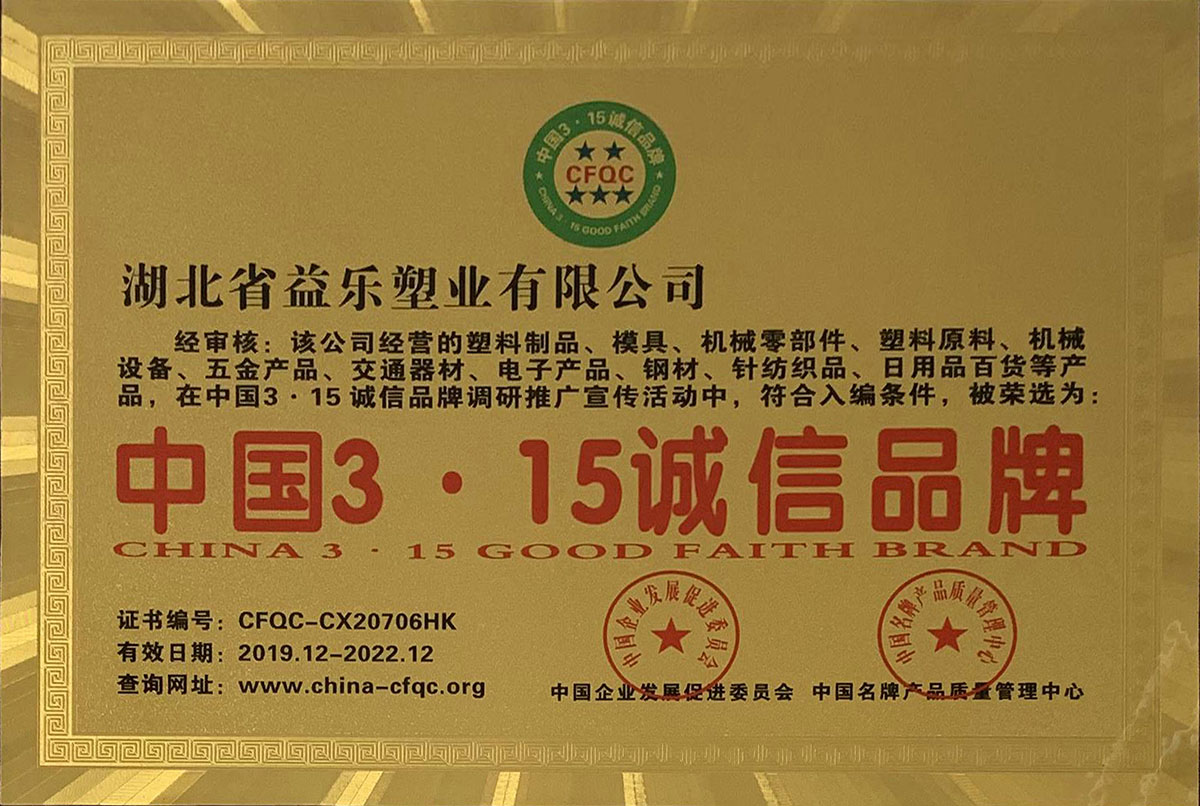 中国3·15诚信品牌
CFQC
CHINA 3·15 GOOD FAITH BRAND
湖北省益乐塑业有限公司
经审核：该公司经营的塑料制品、模具、机械零部件、塑料原料、机械
设备、五金产品、交通器材、电子产品、钢材、针纺织品、日用品百货等产
品，在中国3·15诚信品牌调研推广宣传活动中，符合入编条件，被荣选为：
中国3·15诚信品牌
CHINA 3·15 GOOD FAITH BRAND
证书编号：CFQC-CX20706HK
有效日期：2019.12-2022.12
查询网址：www.china-cfqc.org
中国企业发展促进委员会
中国名牌产品质量管理中心
中国企业发展促进委员会 中国名牌产品质量管理中心